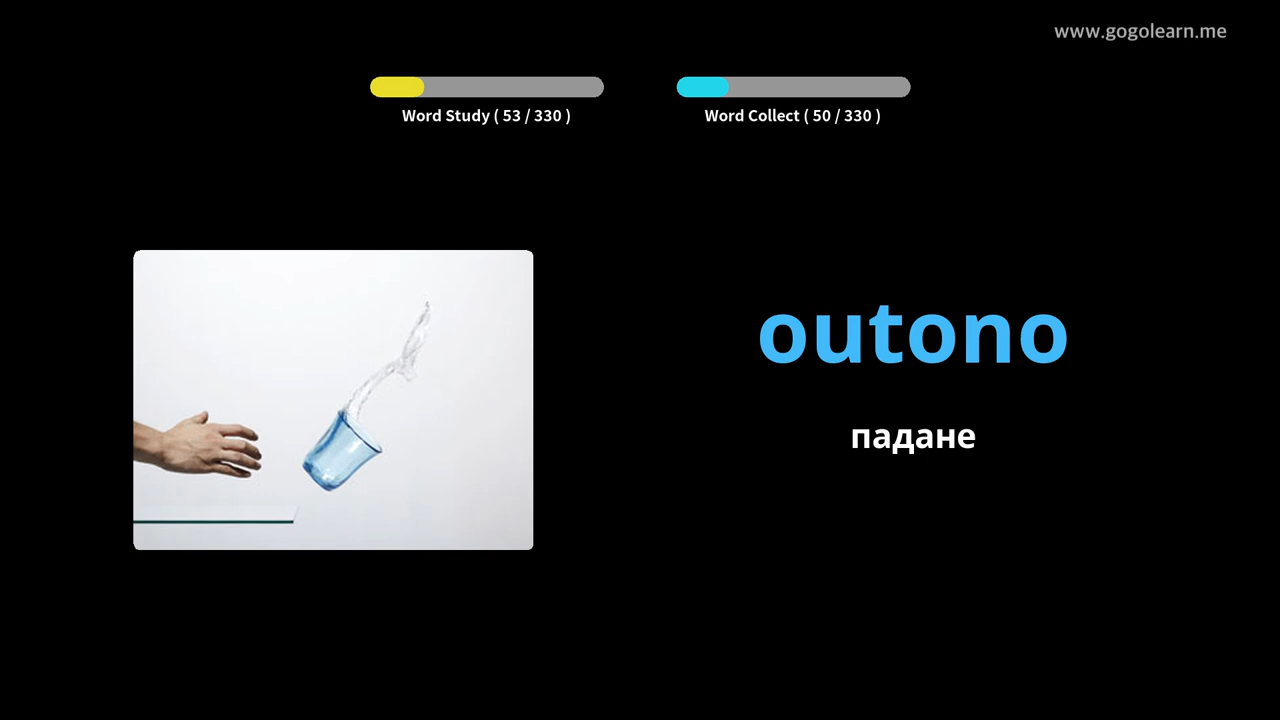 www.gogolearn.me
Word Study ( 53 / 330 )
Word Collect ( 50 / 330 )
outono
падане